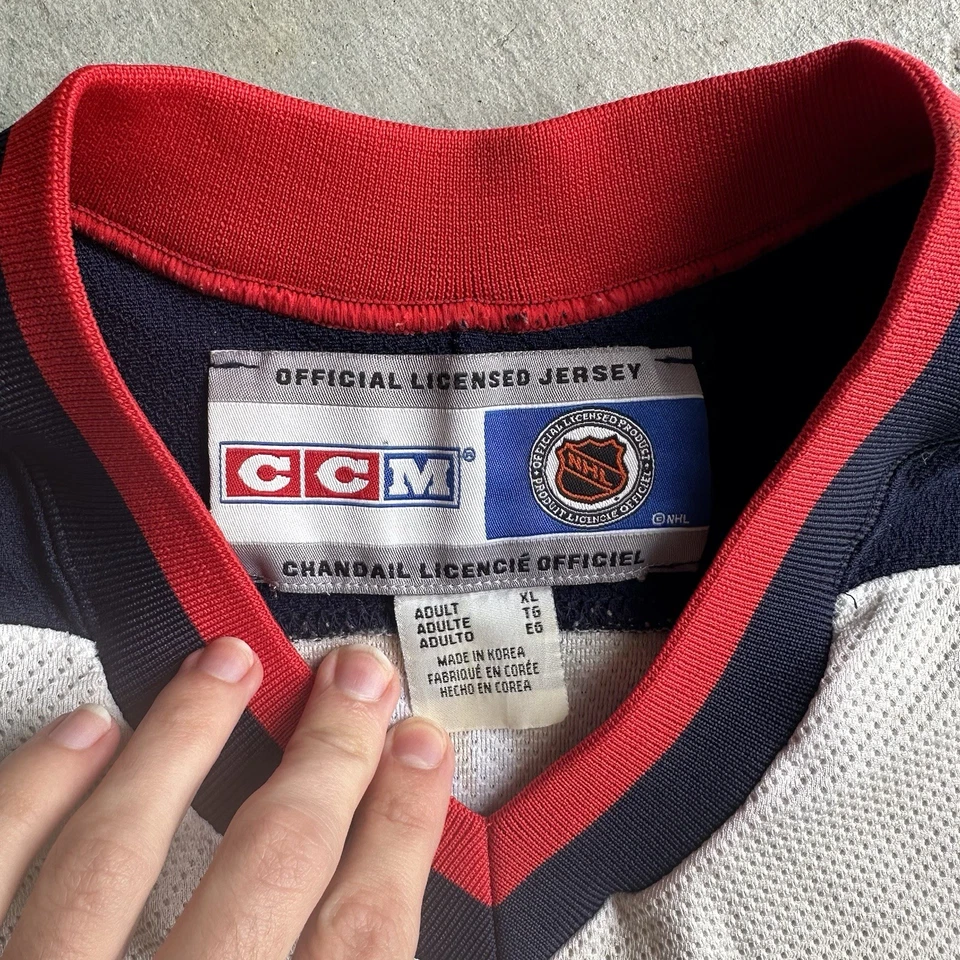 OFFICIAL LICENSED JERSEY
CCM®
OFFICIAL LICENSED PRODUCT
NHL
PRODUIT LICENCIÉ OFFICIEL
©NHL
CHANDAIL LICENCIÉ OFFICIEL
ADULT XL
ADULTE TG
ADULTO EG
MADE IN KOREA
FABRIQUÉ EN CORÉE
HECHO EN COREA